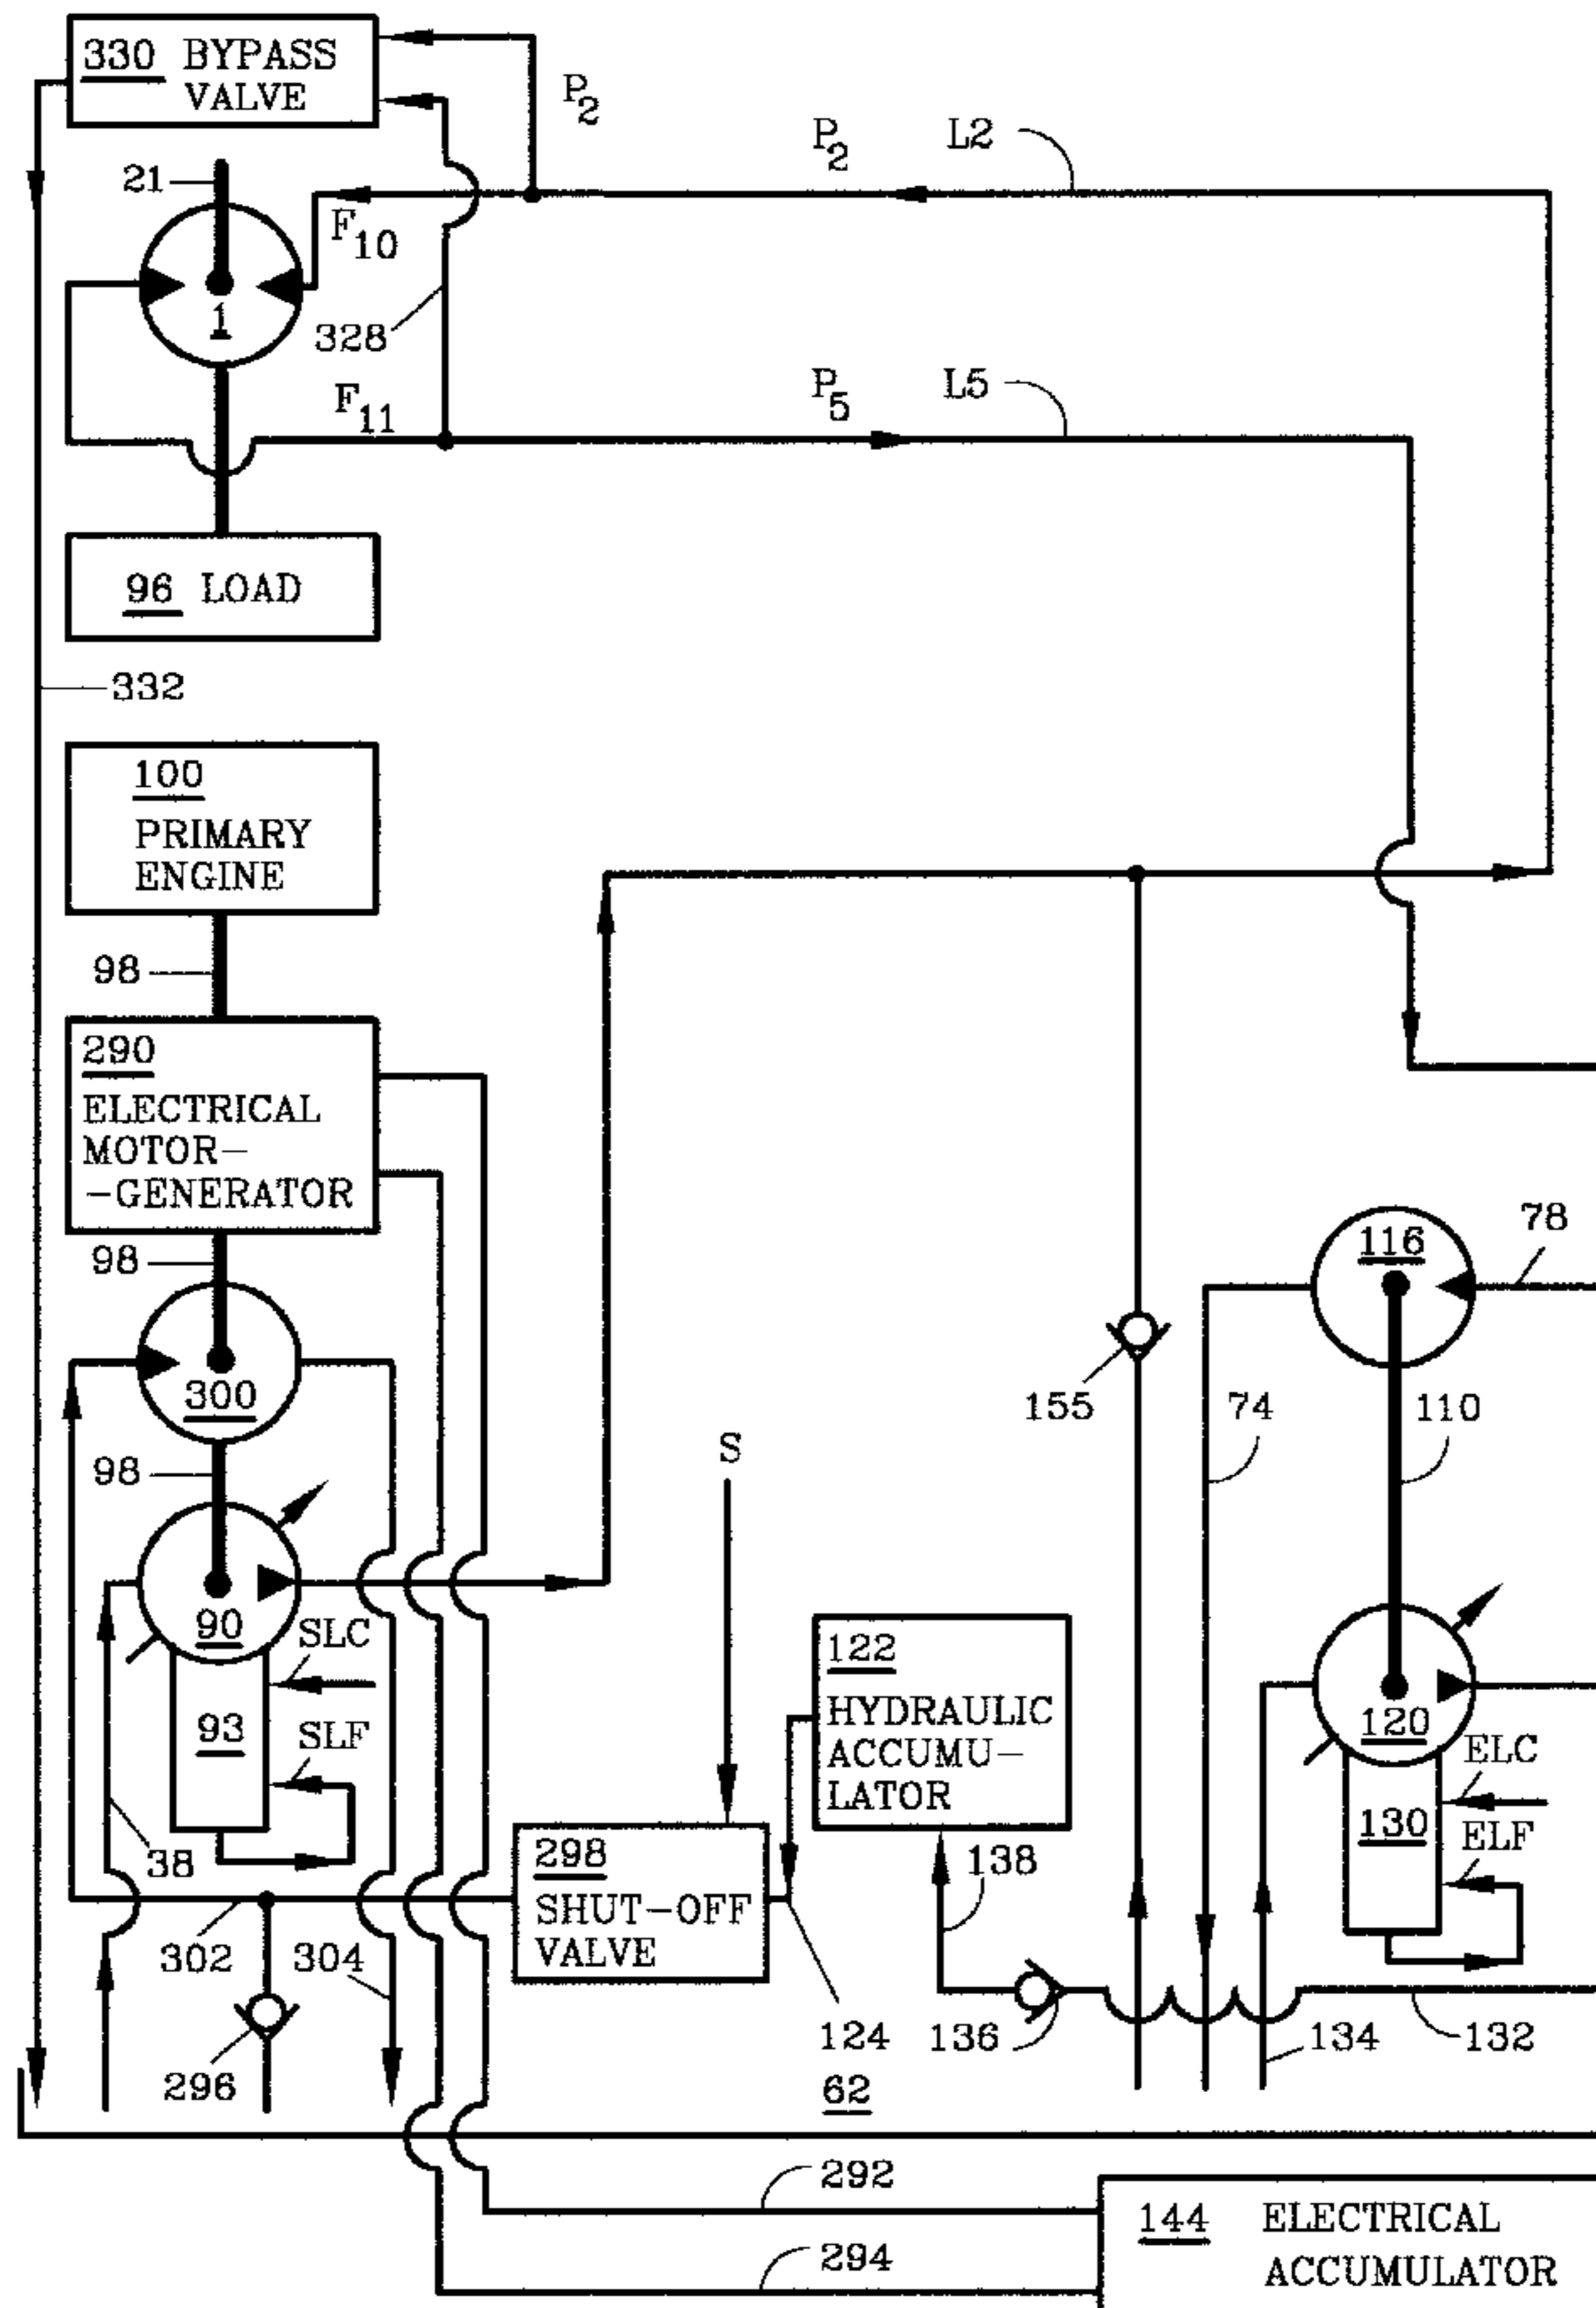 330 BYPASS
VALVE
P2
P2
L2
21
F10
1
328
F11
P5
L5
96 LOAD
332
100
PRIMARY
ENGINE
98
290
ELECTRICAL
MOTOR-
-GENERATOR
98
116
78
300
155
74
110
98
S
90
SLC
93
SLF
122
HYDRAULIC
ACCUMU-
LATOR
120
ELC
130
ELF
38
298
SHUT-OFF
VALVE
138
302
304
296
124
136
134
132
62
292
144 ELECTRICAL
ACCUMULATOR
294